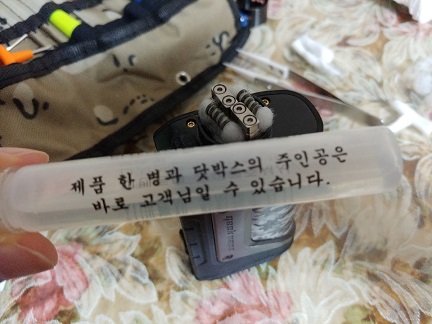 제품 한 병과 닷박스의 주인공은
바로 고객님일 수 있습니다.